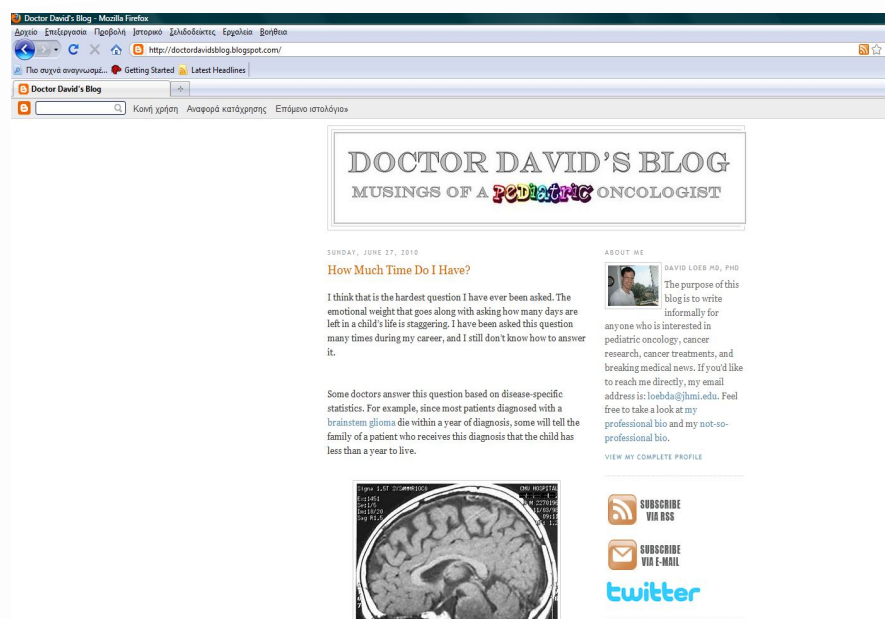 Doctor David's Blog - Mozilla Firefox
Αρχείο Επεξεργασία Προβολή Ιστορικό Σελιδοδείκτες Εργαλεία Βοήθεια
http://doctordavidsblog.blogspot.com/
Πιο συχνά αναγνωσμέ... Getting Started Latest Headlines
Doctor David's Blog
Κοινή χρήση Αναφορά κατάχρησης Επόμενο ιστολόγιο»
DOCTOR DAVID'S BLOG
MUSINGS OF A PEDIATRIC ONCOLOGIST
SUNDAY, JUNE 27, 2010
How Much Time Do I Have?
I think that is the hardest question I have ever been asked. The
emotional weight that goes along with asking how many days are
left in a child's life is staggering. I have been asked this question
many times during my career, and I still don't know how to answer
it.
Some doctors answer this question based on disease-specific
statistics. For example, since most patients diagnosed with a
brainstem glioma die within a year of diagnosis, some will tell the
family of a patient who receives this diagnosis that the child has
less than a year to live.
ABOUT ME
DAVID LOEB MD, PHD
The purpose of this
blog is to write
informally for
anyone who is interested in
pediatric oncology, cancer
research, cancer treatments, and
breaking medical news. If you'd like
to reach me directly, my email
address is: loebda@jhmi.edu. Feel
free to take a look at my
professional bio and my not-so-
professional bio.
VIEW MY COMPLETE PROFILE
SUBSCRIBE
VIA RSS
SUBSCRIBE
VIA E-MAIL
twitter